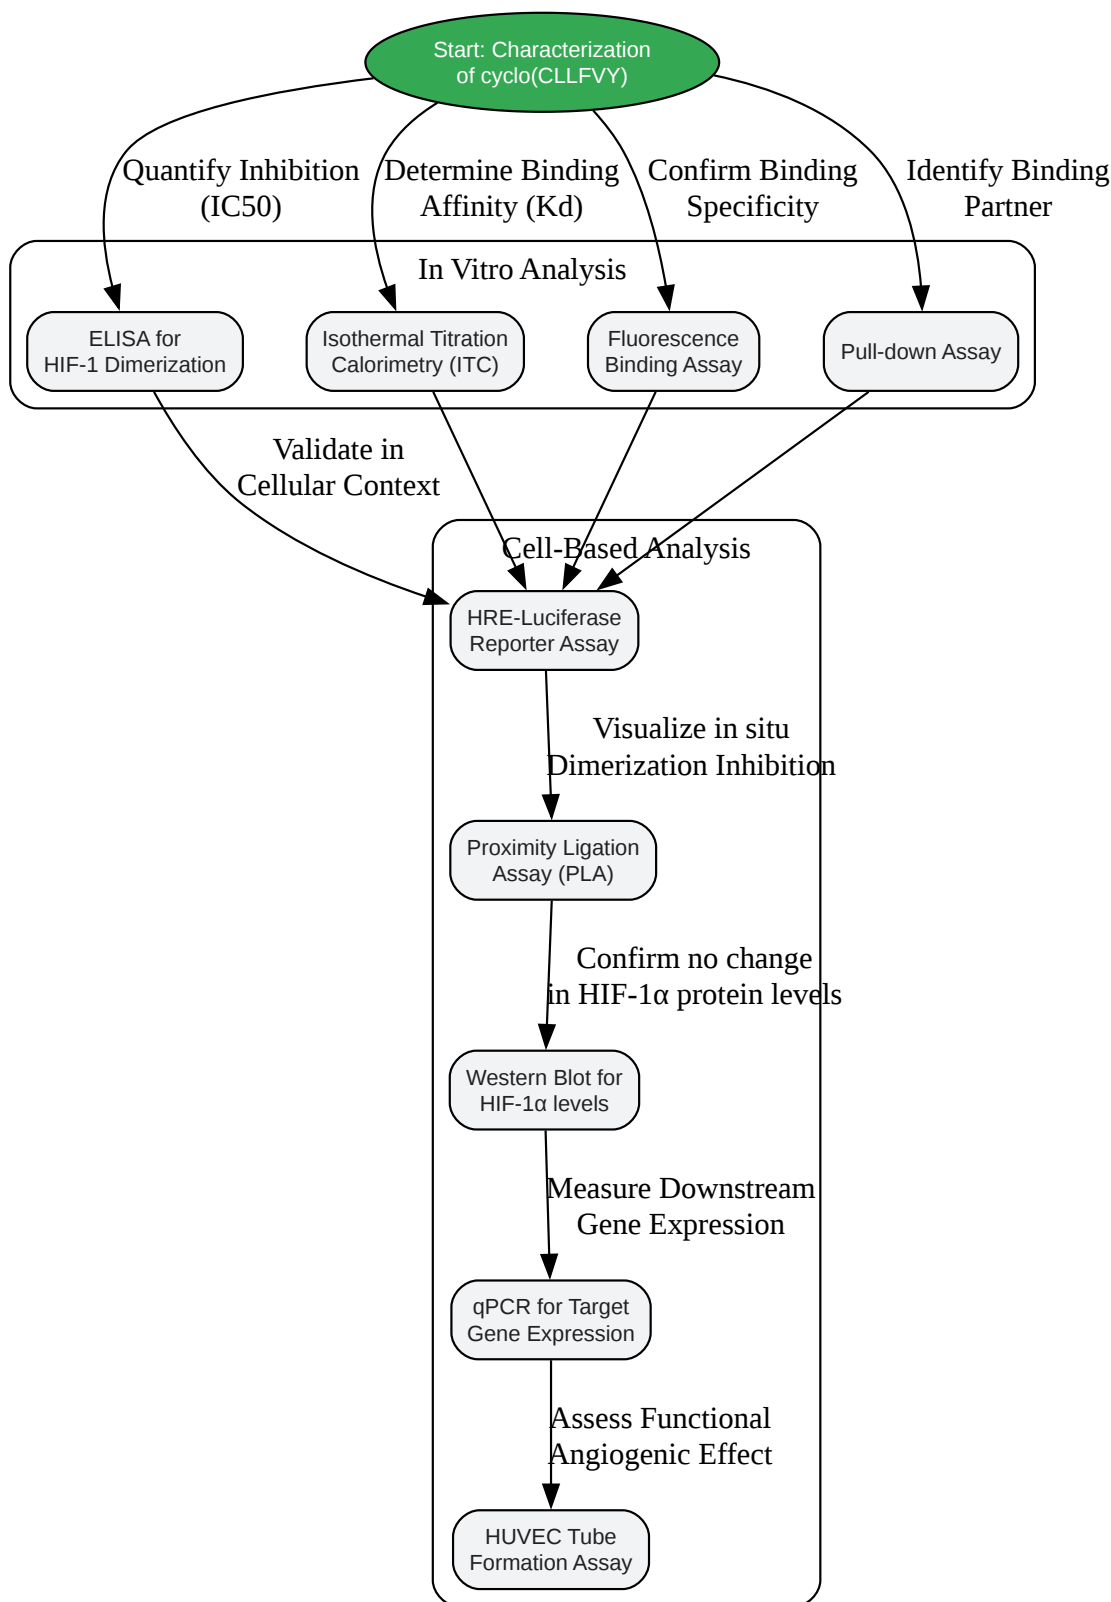 Start: Characterization
of cyclo(CLLFVY)
Quantify Inhibition
(IC50)
Determine Binding
Affinity (Kd)
Confirm Binding
Specificity
Identify Binding
Partner
In Vitro Analysis
ELISA for
HIF-1 Dimerization
Isothermal Titration
Calorimetry (ITC)
Fluorescence
Binding Assay
Pull-down Assay
Validate in
Cellular Context
Cell-Based Analysis
HRE-Luciferase
Reporter Assay
Visualize in situ
Dimerization Inhibition
Proximity Ligation
Assay (PLA)
Confirm no change
in HIF-1α protein levels
Western Blot for
HIF-1α levels
Measure Downstream
Gene Expression
qPCR for Target
Gene Expression
Assess Functional
Angiogenic Effect
HUVEC Tube
Formation Assay